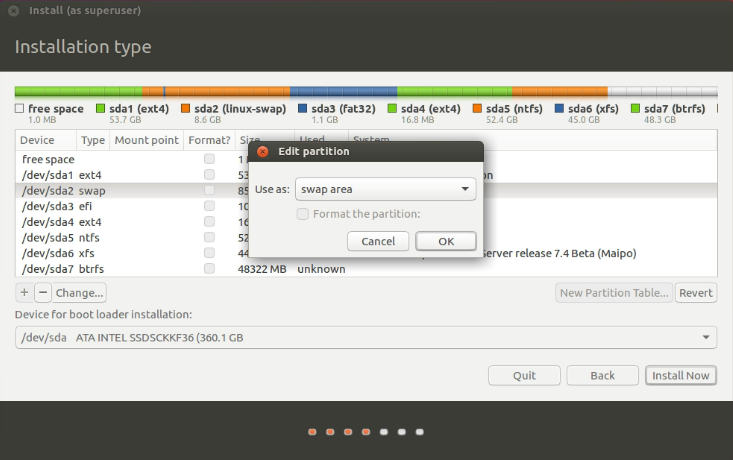 Install (as superuser)
Installation type
free space sda1 (ext4) sda2 (linux-swap) sda3 (fat32) sda4 (ext4) sda5 (ntfs) sda6 (xfs) sda7 (btrfs)
1.0 MB 53.7 GB 8.6 GB 1.1 GB 16.8 MB 52.4 GB 45.0 GB 48.3 GB
Device Type Mount point Format? Size Used System
Edit partition
free space 1
/dev/sda1 ext4 53 on
Use as: swap area
/dev/sda2 swap 85
/dev/sda3 efi 10
Format the partition:
/dev/sda4 ext4 16
/dev/sda5 ntfs 52
Cancel OK
/dev/sda6 xfs 44 Server release 7.4 Beta (Maipo)
/dev/sda7 btrfs 48322 MB unknown
+ − Change... New Partition Table... Revert
Device for boot loader installation:
/dev/sda ATA INTEL SSDSCKKF36 (360.1 GB
Quit Back Install Now